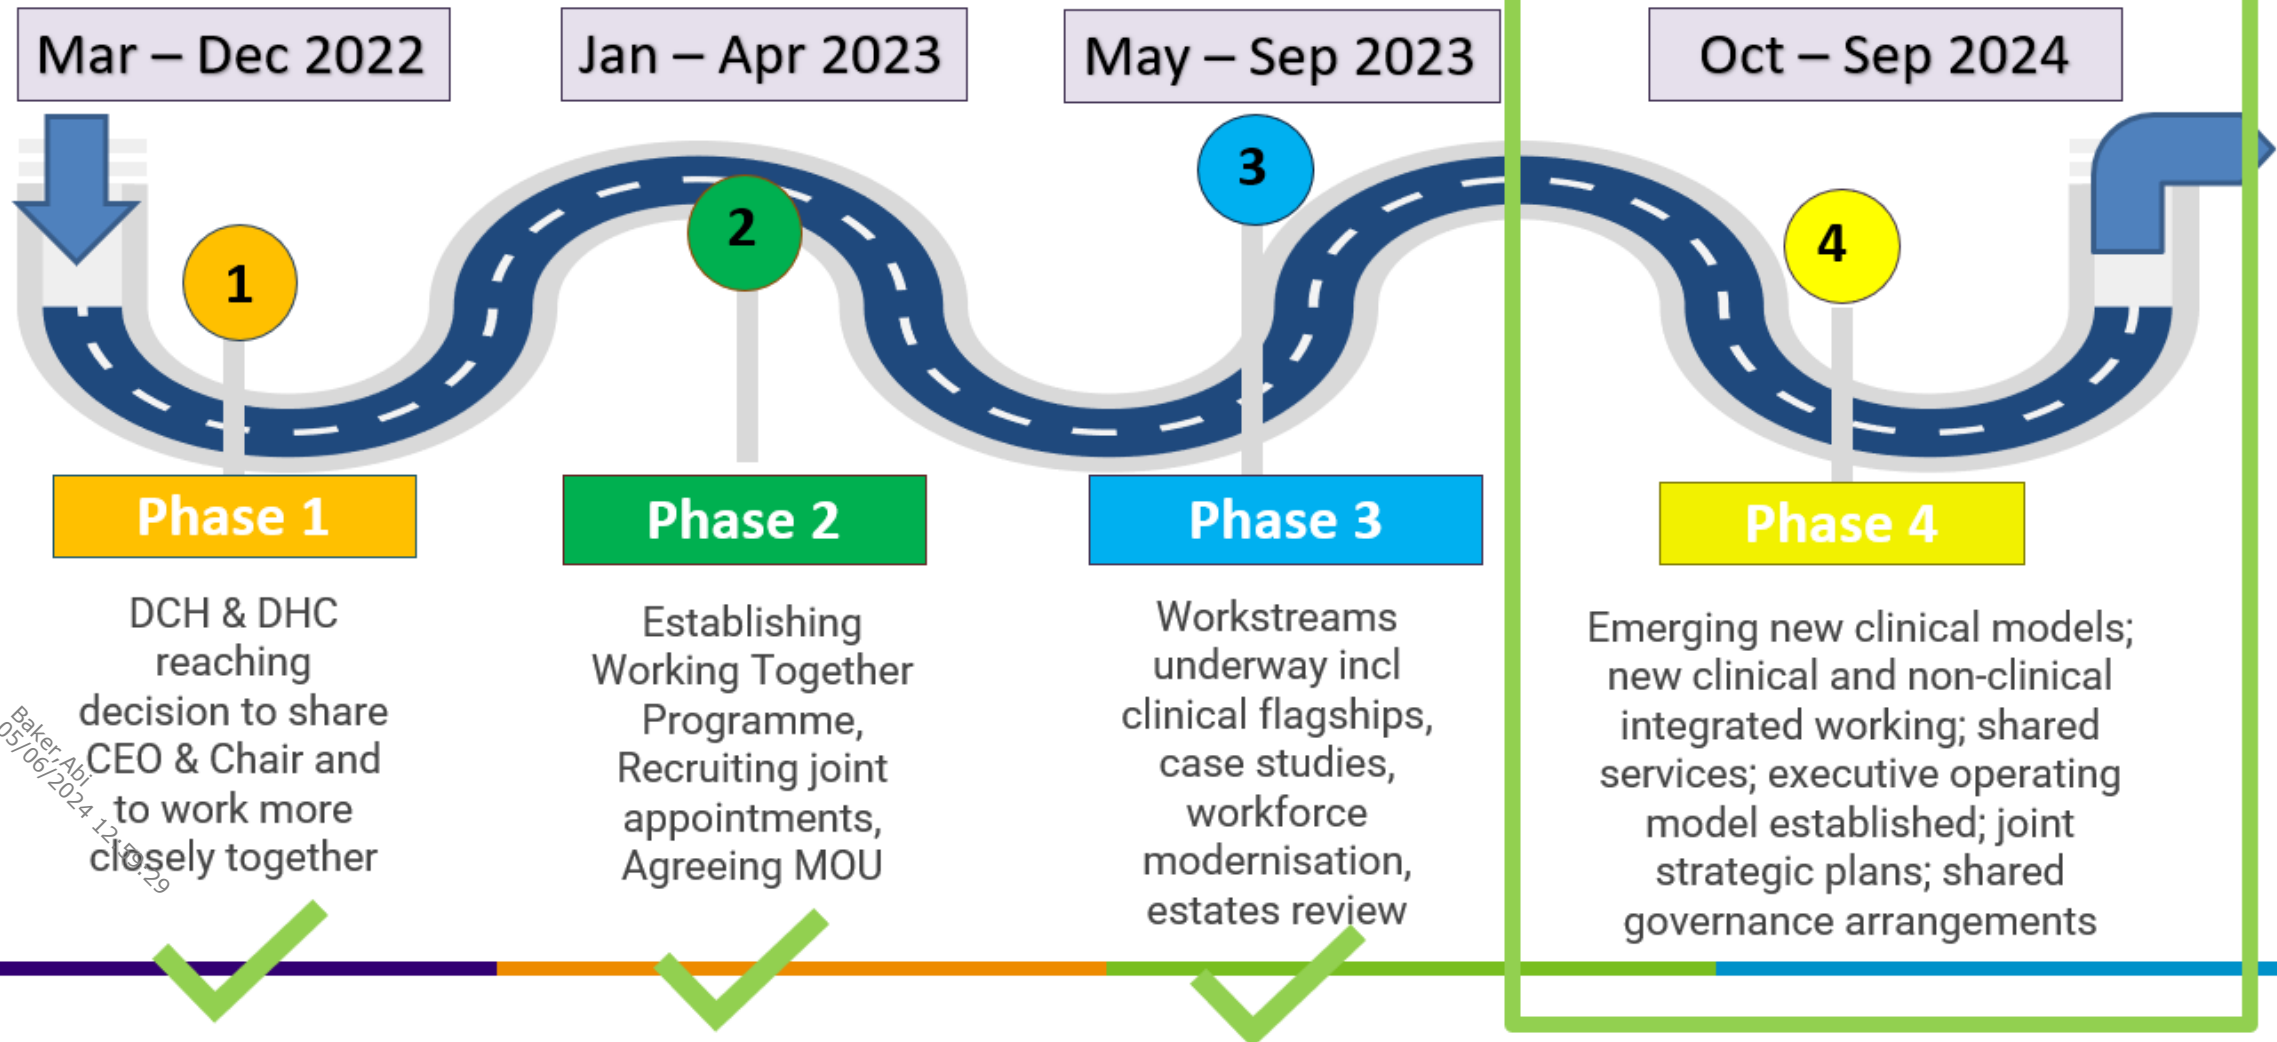 Mar – Dec 2022
Jan – Apr 2023
May – Sep 2023
Oct – Sep 2024
1
2
3
4
Phase 1
DCH & DHC
reaching
decision to share
CEO & Chair and
to work more
closely together
Phase 2
Establishing
Working Together
Programme,
Recruiting joint
appointments,
Agreeing MOU
Phase 3
Workstreams
underway incl
clinical flagships,
case studies,
workforce
modernisation,
estates review
Phase 4
Emerging new clinical models;
new clinical and non-clinical
integrated working; shared
services; executive operating
model established; joint
strategic plans; shared
governance arrangements
Baker,Abi
05/06/2024 12:59:29